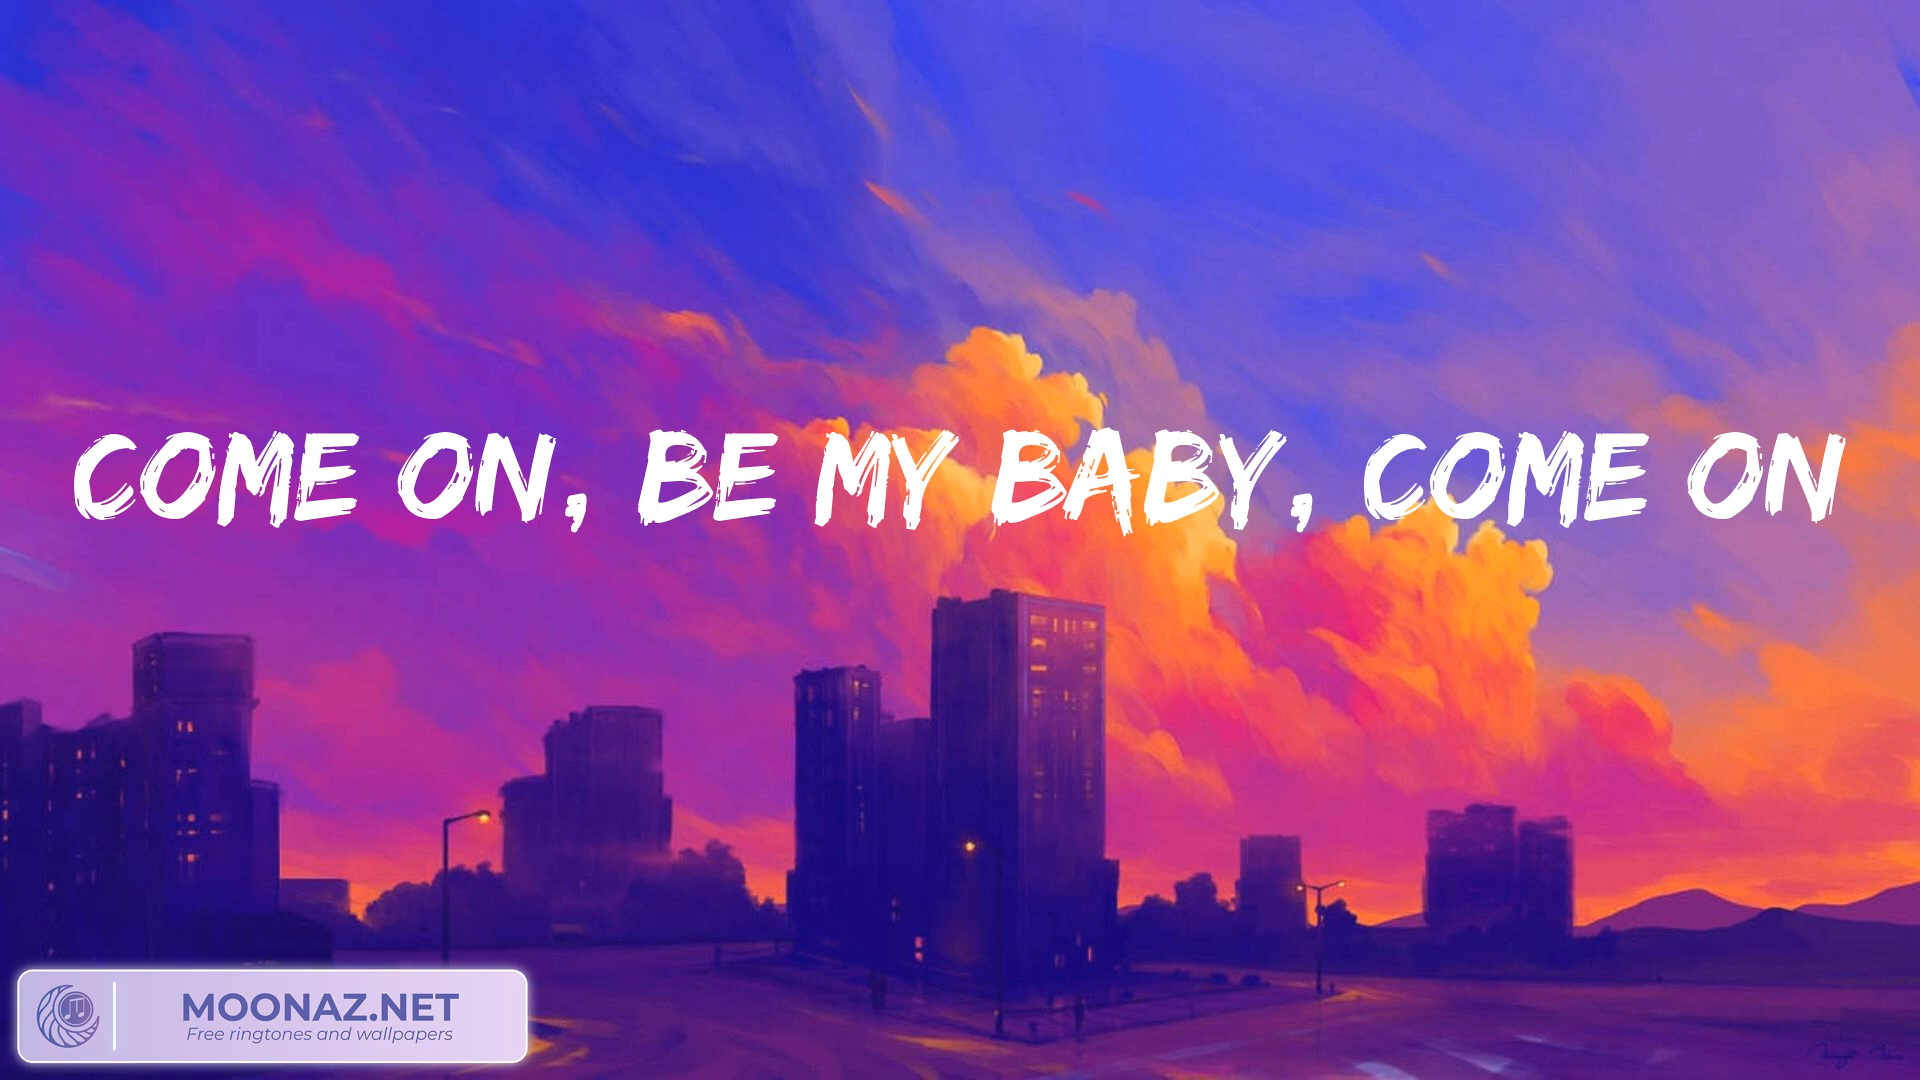 COME ON, BE MY BABY, COME ON
MOONAZ.NET
Free ringtones and wallpapers